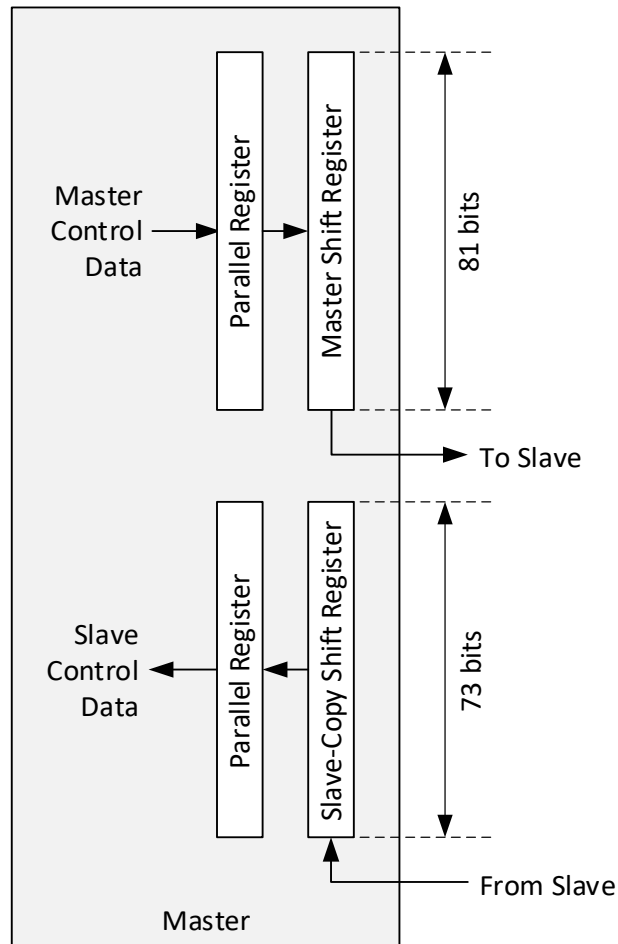 Master
Control
Data
Parallel Register
Master Shift Register
81 bits
To Slave
Slave
Control
Data
Parallel Register
Slave-Copy Shift Register
73 bits
From Slave
Master